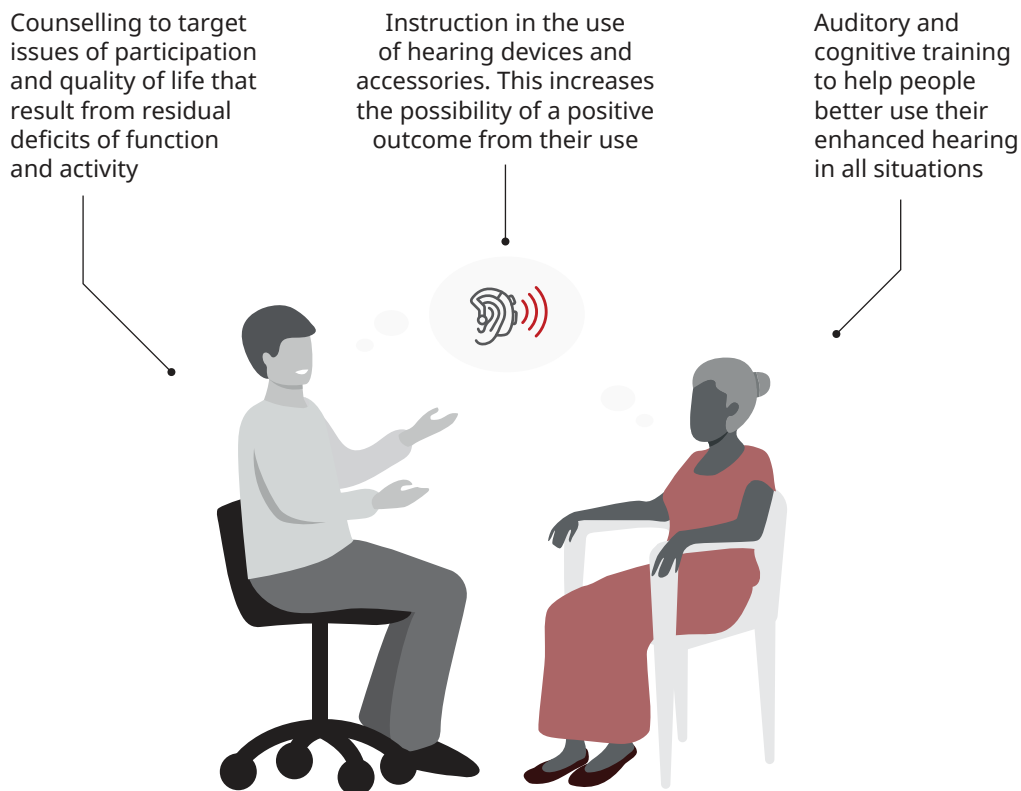 Counselling to target
issues of participation
and quality of life that
result from residual
deficits of function
and activity
Instruction in the use
of hearing devices and
accessories. This increases
the possibility of a positive
outcome from their use
Auditory and
cognitive training
to help people
better use their
enhanced hearing
in all situations